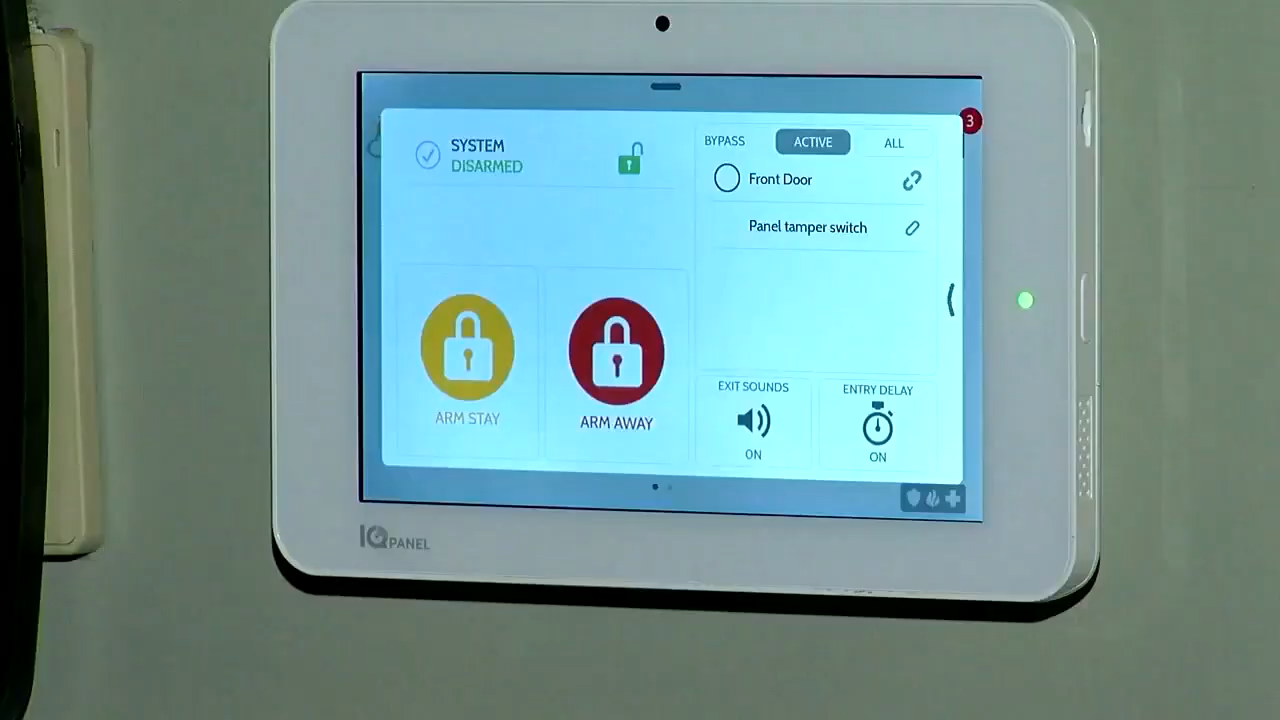 SYSTEM
DISARMED
BYPASS
ACTIVE
ALL
3
Front Door
Panel tamper switch
ARM STAY
ARM AWAY
EXIT SOUNDS
ON
ENTRY DELAY
ON
IQ PANEL